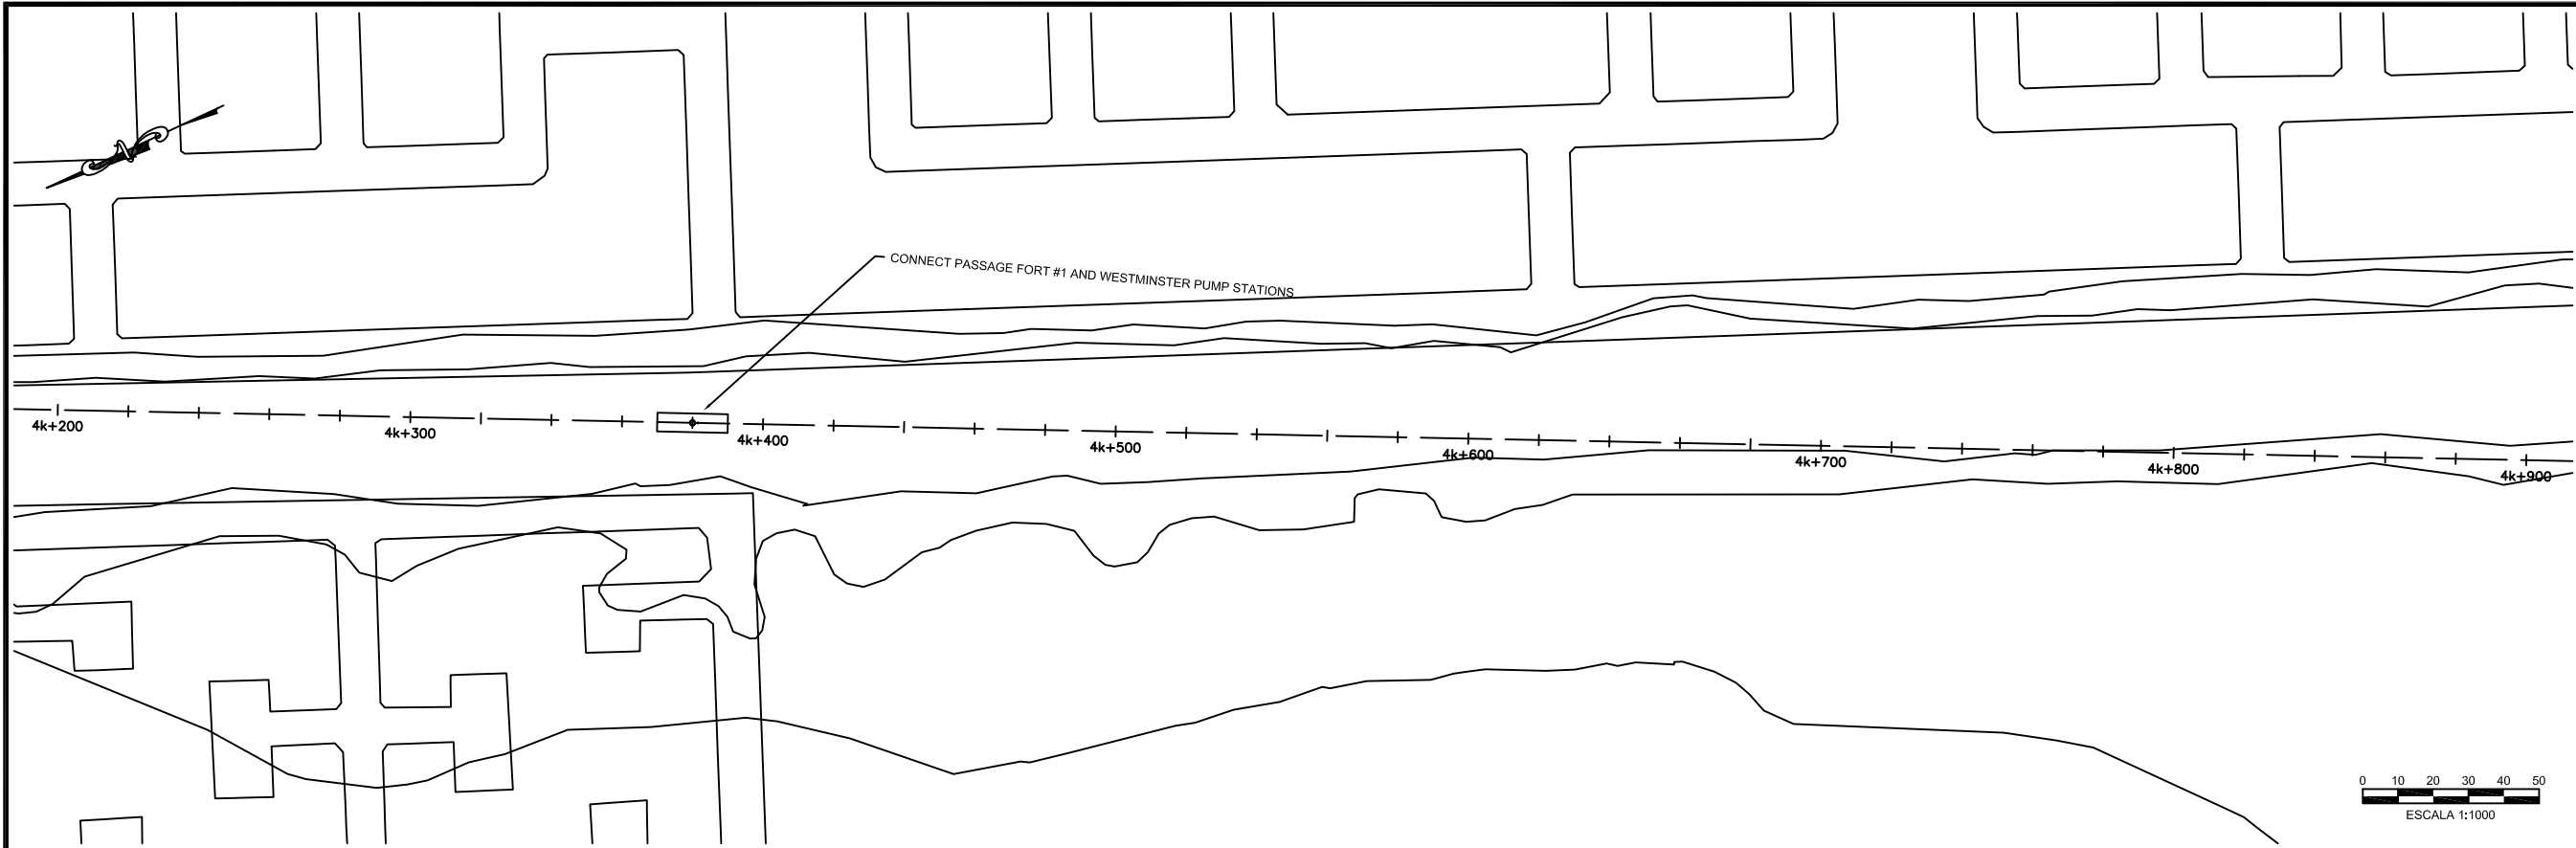 N
CONNECT PASSAGE FORT #1 AND WESTMINSTER PUMP STATIONS
4k+200
4k+300
4k+400
4k+500
4k+600
4k+700
4k+800
4k+900
0 10 20 30 40 50
ESCALA 1:1000